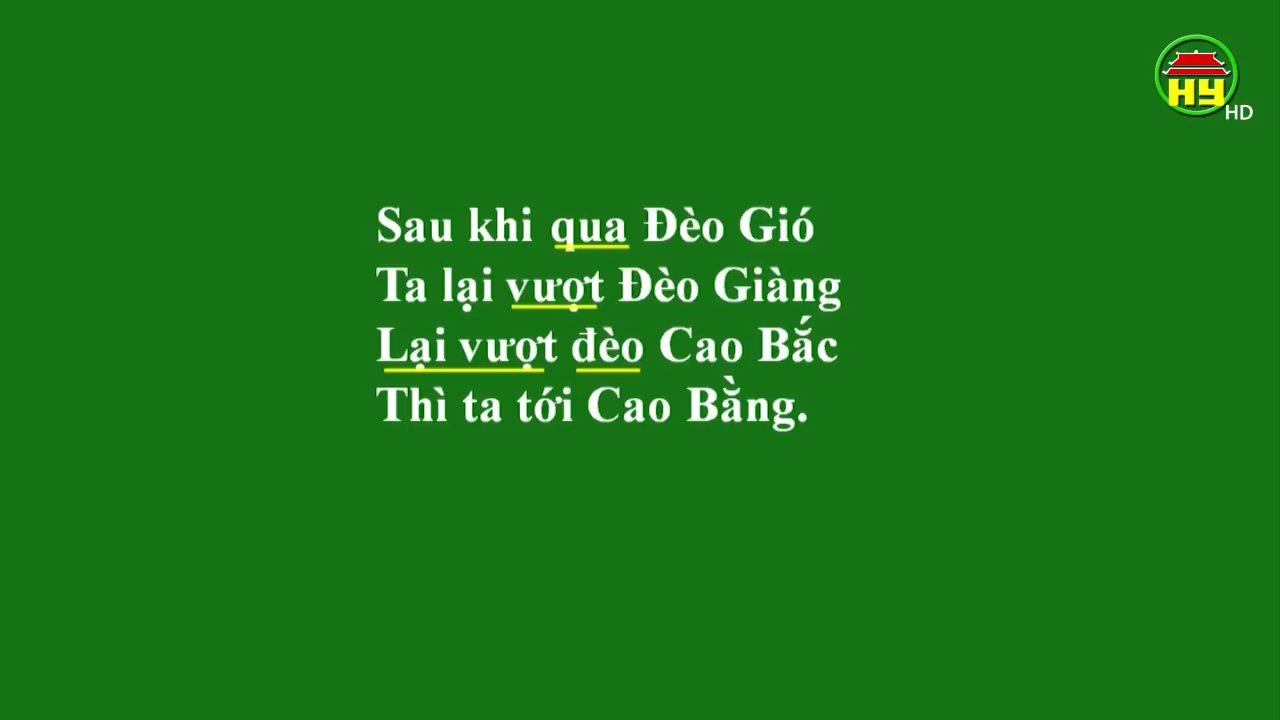 HY
HD
Sau khi qua Đèo Gió
Ta lại vượt Đèo Giàng
Lại vượt đèo Cao Bắc
Thì ta tới Cao Bằng.